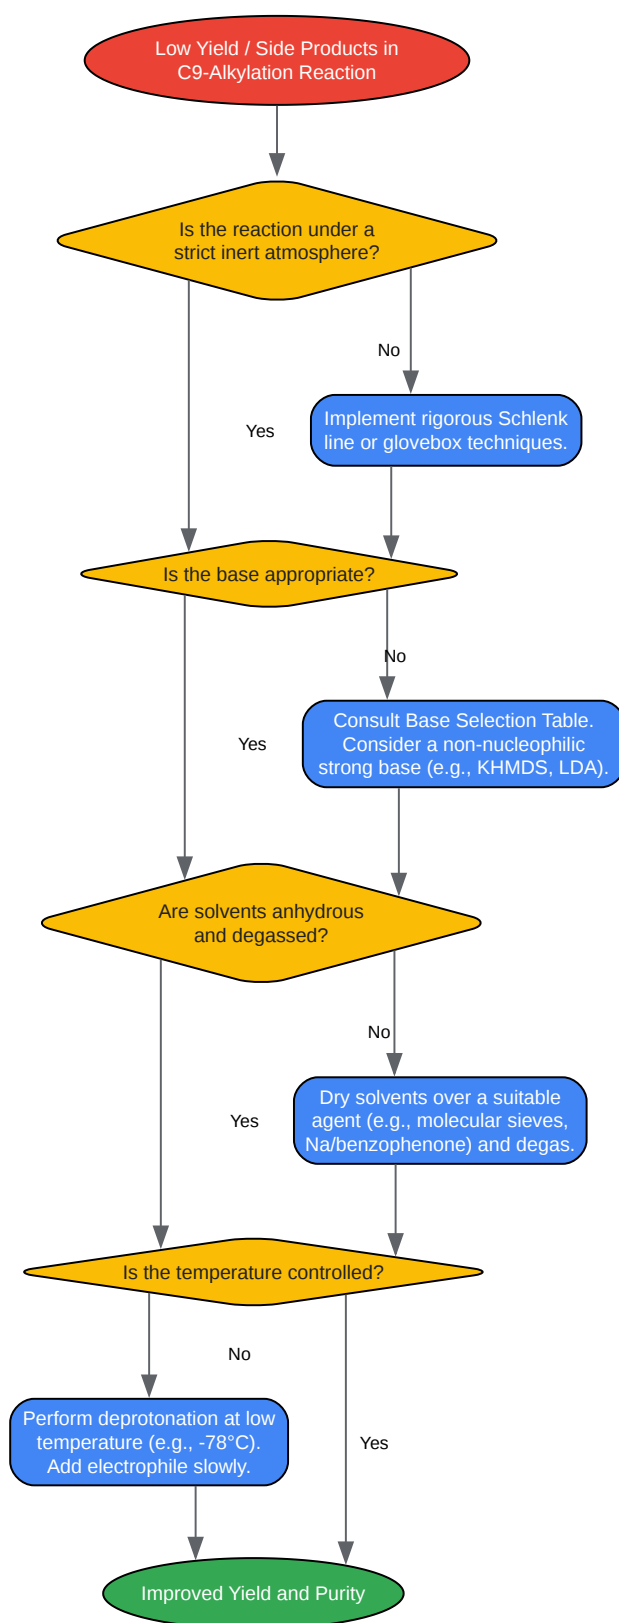 Low Yield / Side Products in
C9-Alkylation Reaction
Is the reaction under a
strict inert atmosphere?
No
Implement rigorous Schlenk
line or glovebox techniques.
Yes
Is the base appropriate?
No
Consult Base Selection Table.
Consider a non-nucleophilic
strong base (e.g., KHMDS, LDA).
Yes
Are solvents anhydrous
and degassed?
No
Dry solvents over a suitable
agent (e.g., molecular sieves,
Na/benzophenone) and degas.
Yes
Is the temperature controlled?
No
Perform deprotonation at low
temperature (e.g., -78°C).
Add electrophile slowly.
Yes
Improved Yield and Purity